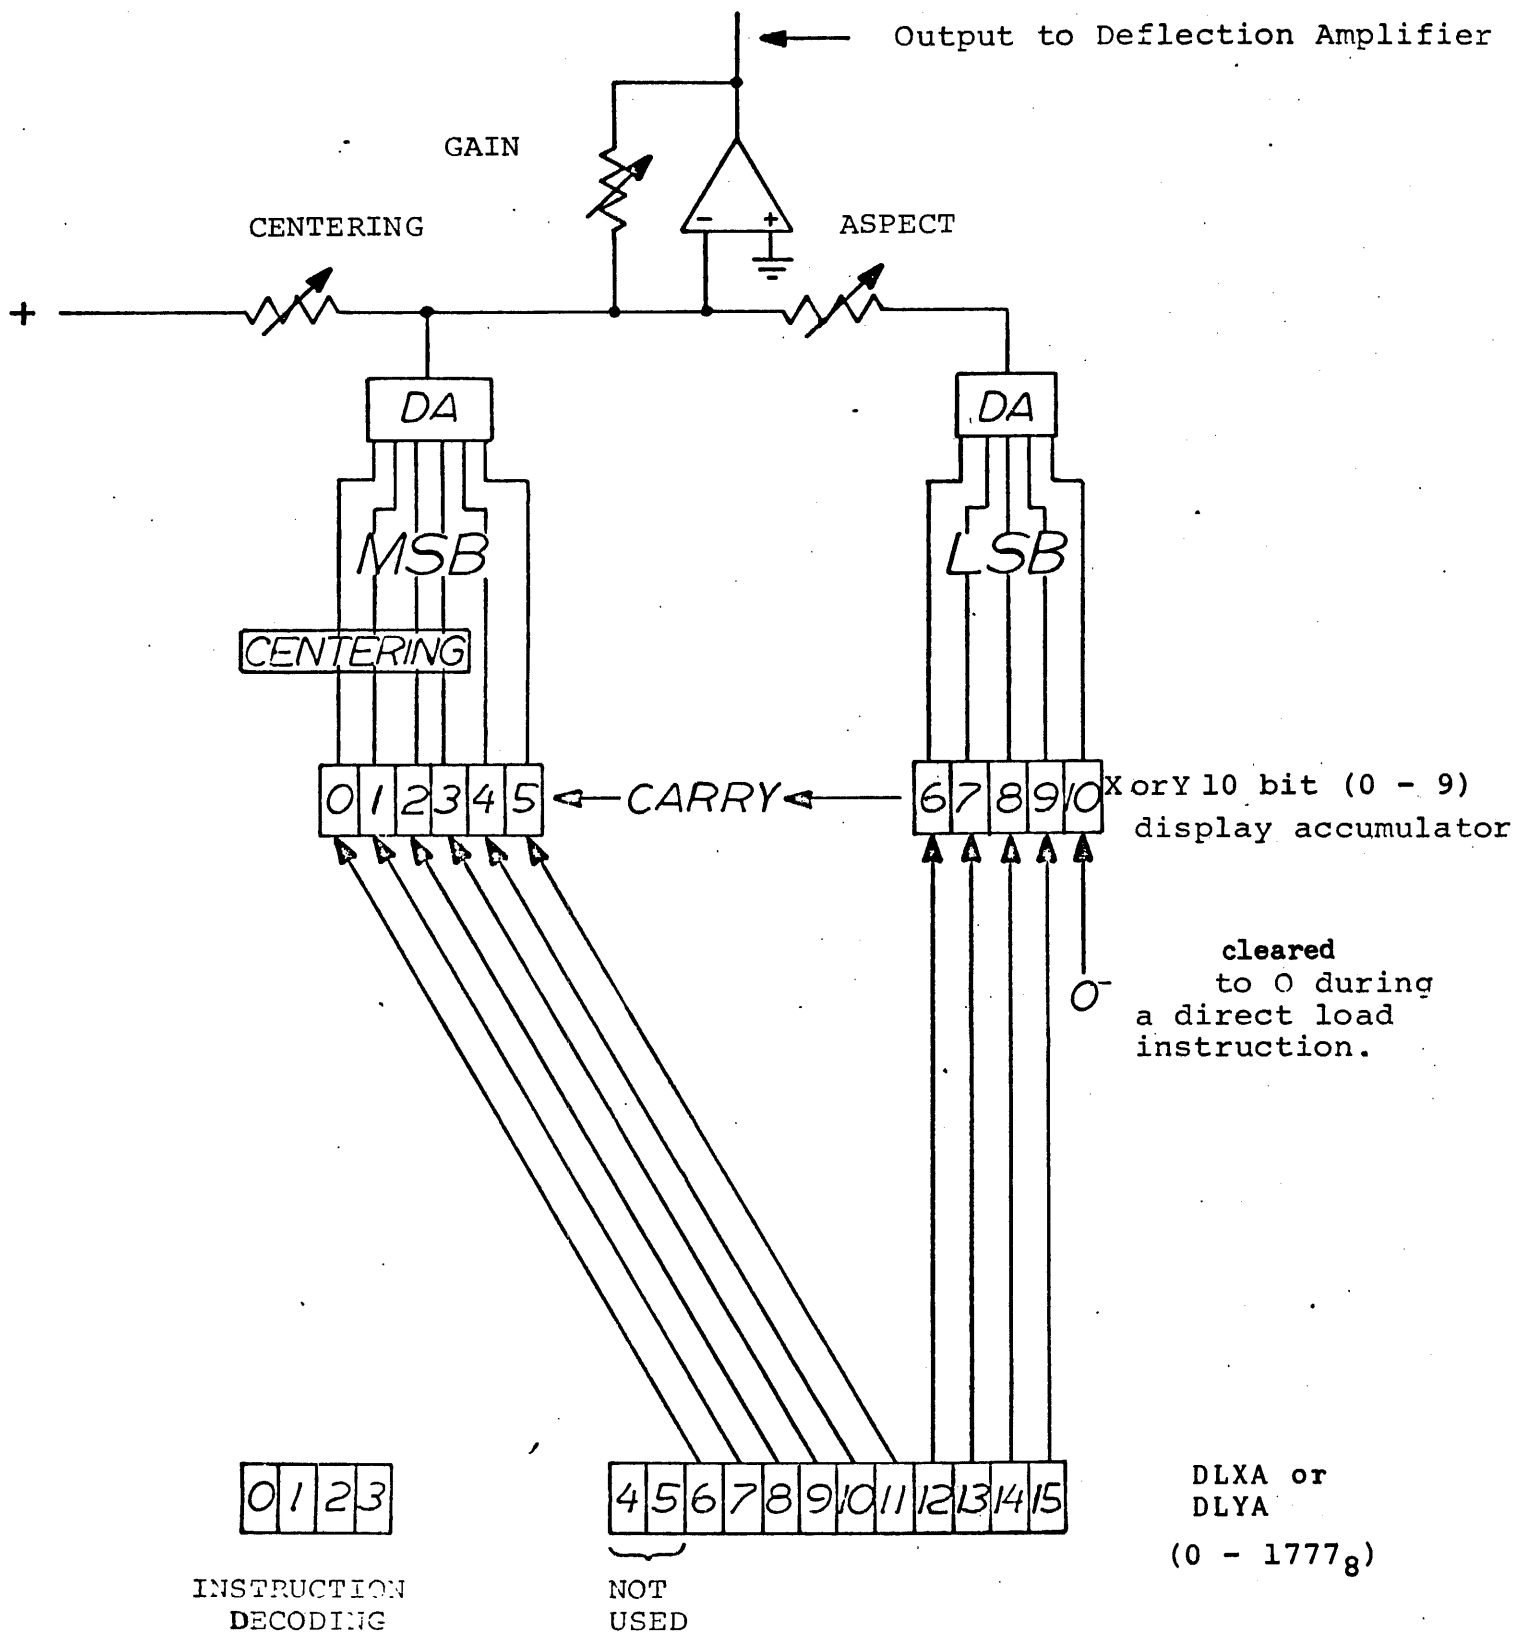 Output to Deflection Amplifier
GAIN
CENTERING
ASPECT
- +
+
DA
DA
MSB
LSB
CENTERING
0 1 2 3 4 5
CARRY
6 7 8 9 10
X or Y 10 bit (0 - 9)
display accumulator
0
cleared
to 0 during
a direct load
instruction.
0 1 2 3
4 5 6 7 8 9 10 11 12 13 14 15
DLXA or
DLYA
(0 - 1777₈)
INSTRUCTION
DECODING
NOT
USED